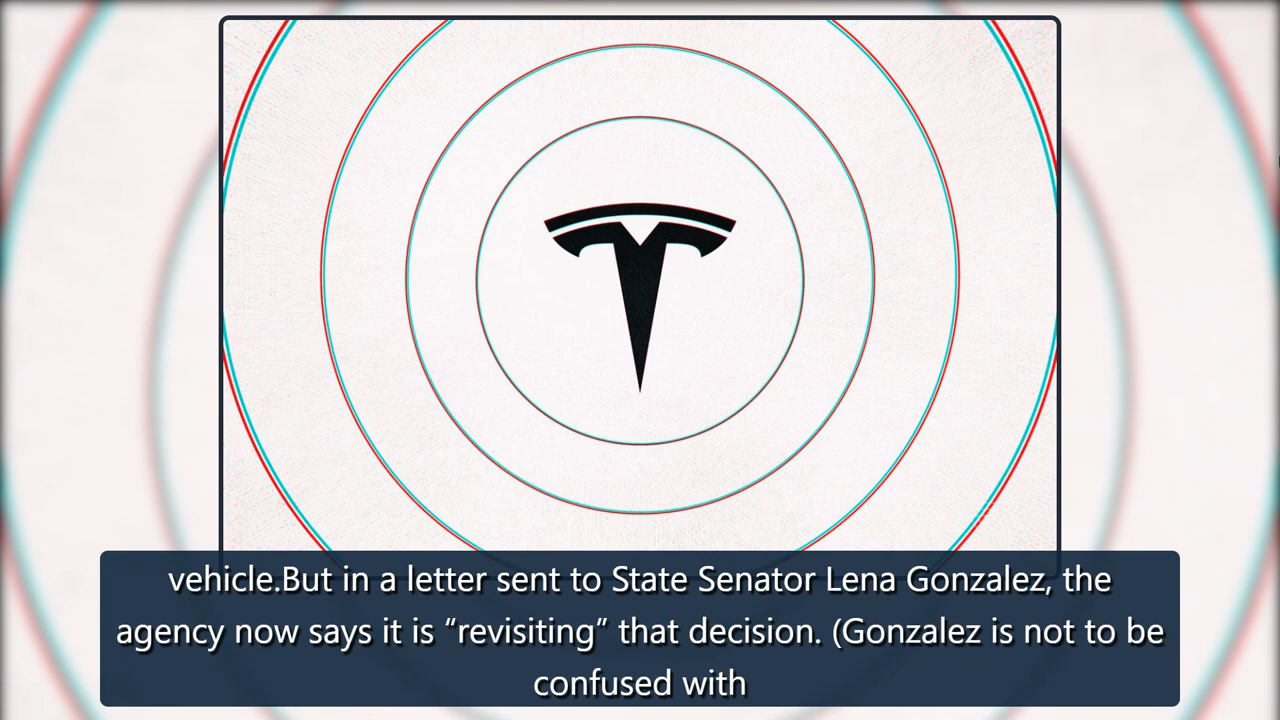 vehicle.But in a letter sent to State Senator Lena Gonzalez, the
agency now says it is “revisiting” that decision. (Gonzalez is not to be
confused with